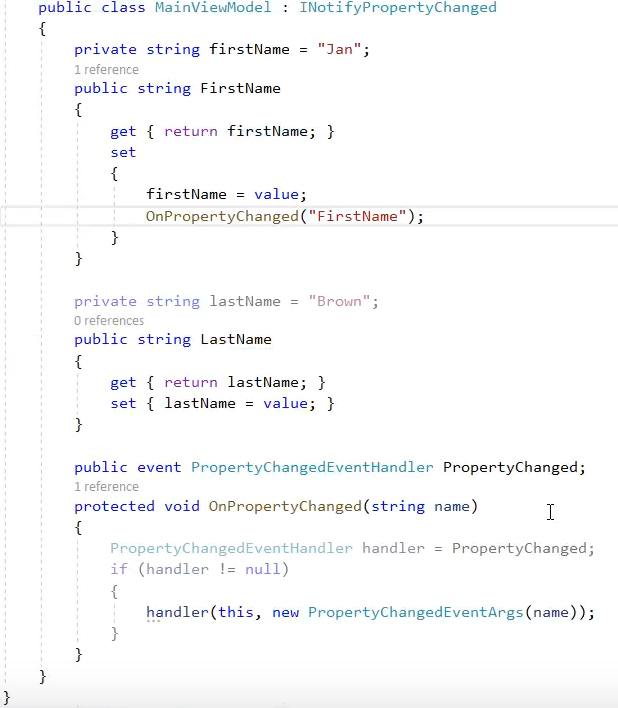 public class MainViewModel : INotifyPropertyChanged
{
private string firstName = "Jan";
1 reference
public string FirstName
{
get { return firstName; }
set
{
firstName = value;
OnPropertyChanged("FirstName");
}
}
private string lastName = "Brown";
0 references
public string LastName
{
get { return lastName; }
set { lastName = value; }
}
public event PropertyChangedEventHandler PropertyChanged;
1 reference
protected void OnPropertyChanged(string name)
{
PropertyChangedEventHandler handler = PropertyChanged;
if (handler != null)
{
handler(this, new PropertyChangedEventArgs(name));
}
}
}
}